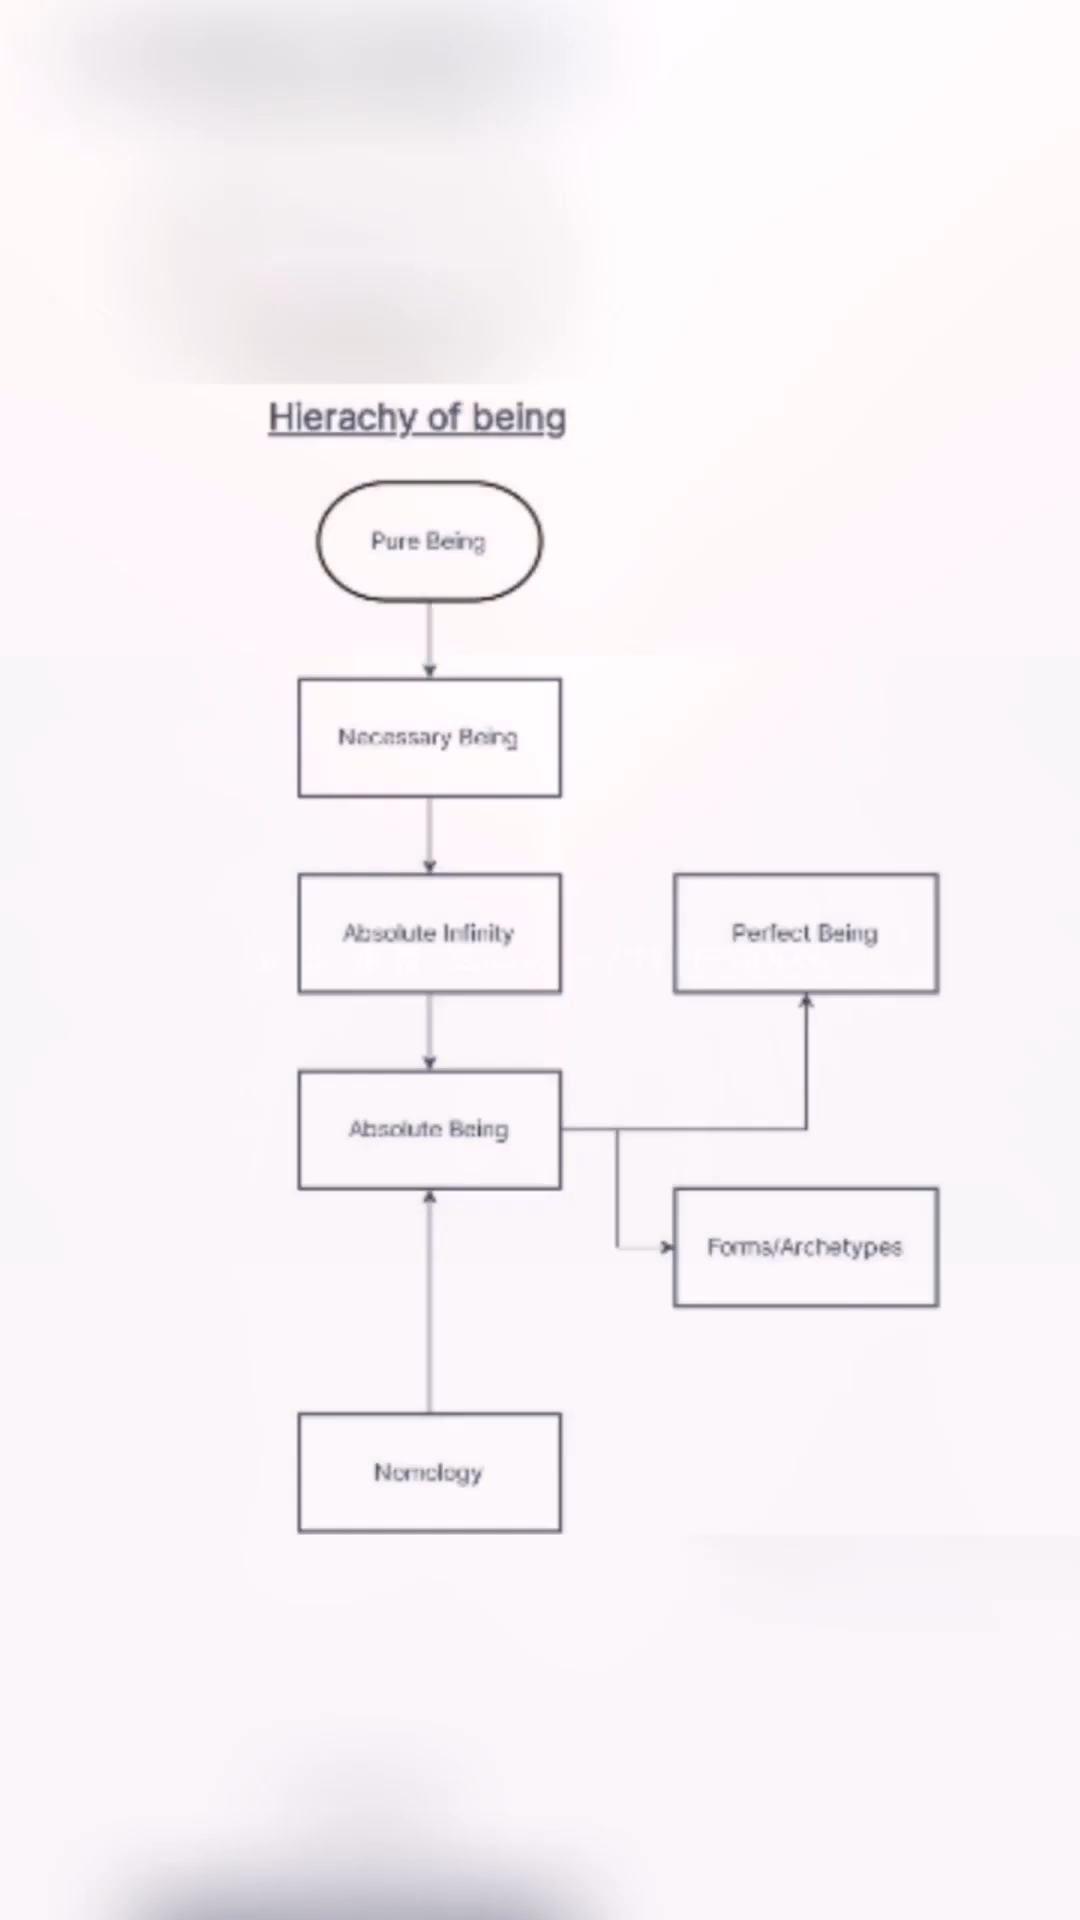 Hierachy of being
Pure Being
Necessary Being
Absolute Infinity
Perfect Being
Absolute Being
Forms/Archetypes
Nomology